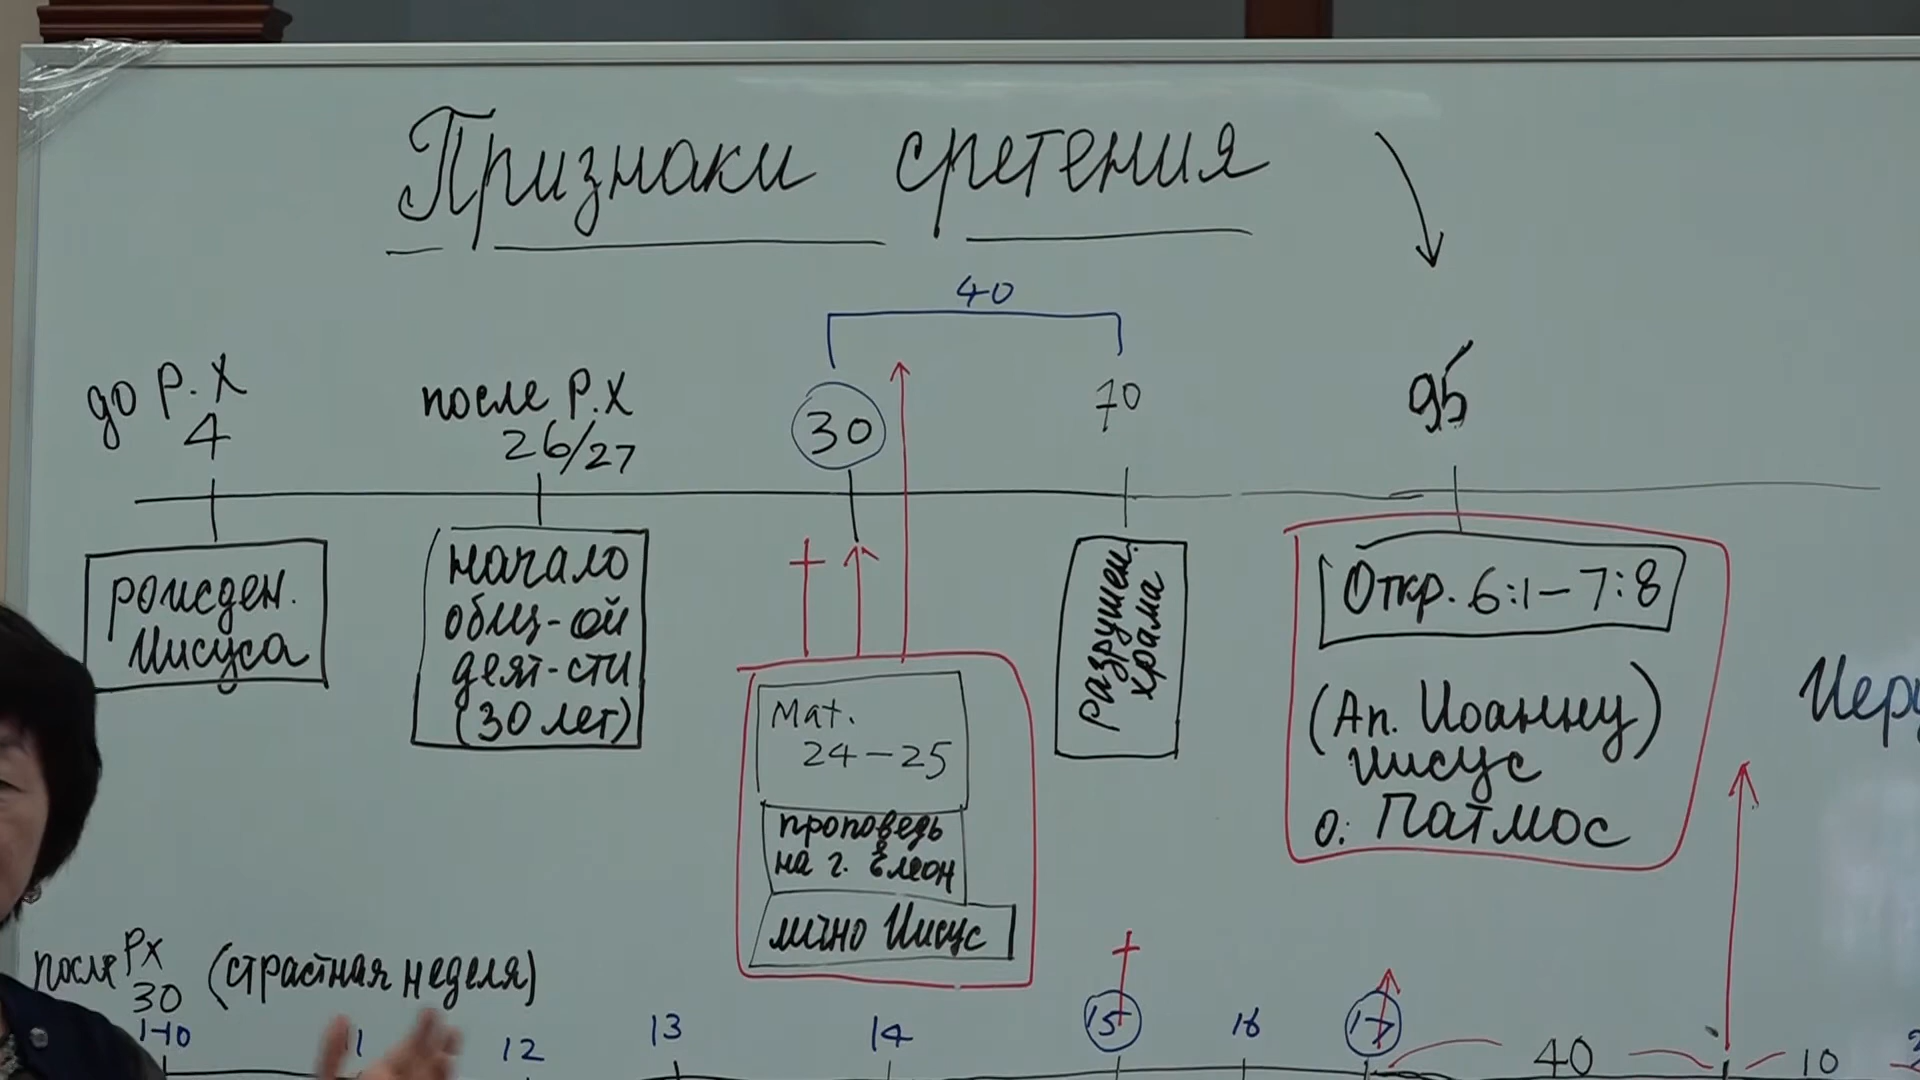 Признаки сретения
40
до Р.Х
4
после Р.Х
26/27
30
70
95
рожден.
Иисуса
начало
общ-ой
деят-сти
(30 лет)
Мат.
24-25
проповедь
на г. Елеон
лично Иисус
разрушен.
храма
Откр. 6:1-7:8
(Ап. Иоанну)
Иисус
о. Патмос
после РХ
30 (страстная неделя)
1-10 11 12 13 14 15 16 17 40 10